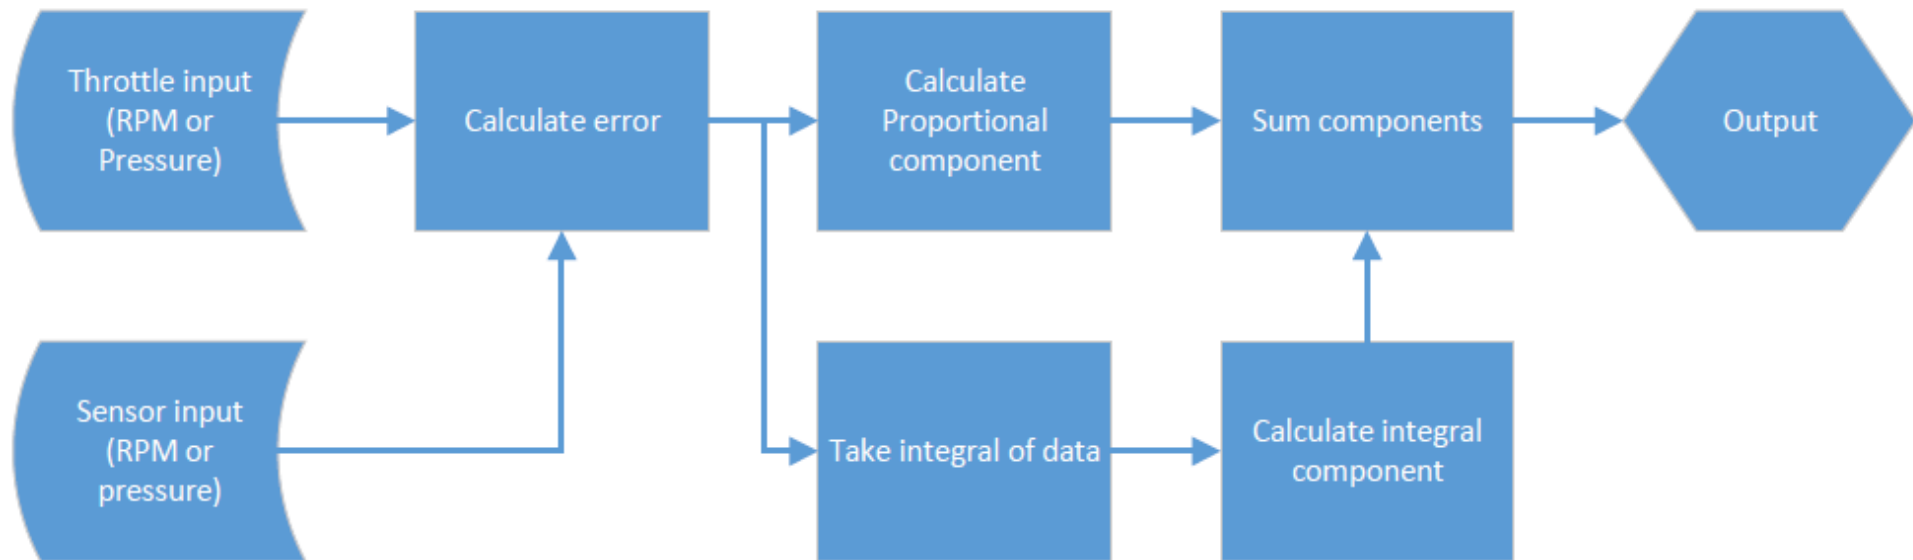 Throttle input
(RPM or
Pressure)
Calculate error
Calculate
Proportional
component
Sum components
Output
Sensor input
(RPM or
pressure)
Take integral of data
Calculate integral
component